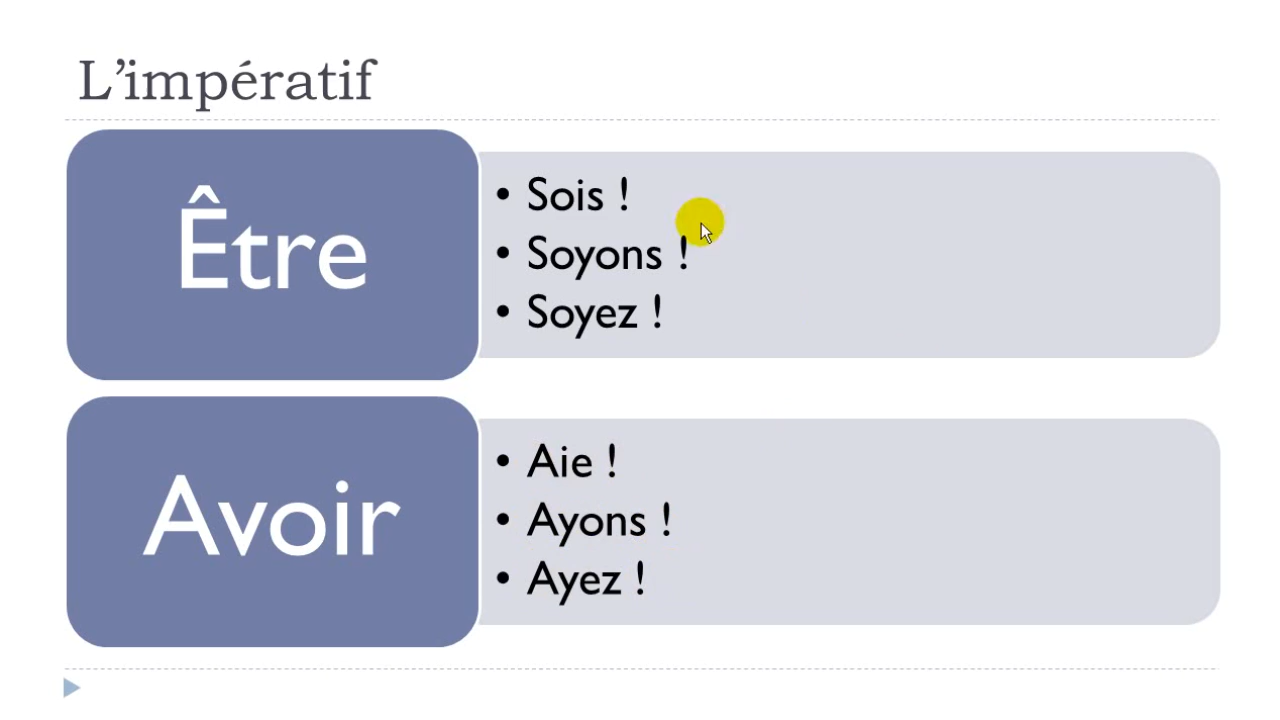 L’impératif
Être
• Sois !
• Soyons !
• Soyez !
Avoir
• Aie !
• Ayons !
• Ayez !